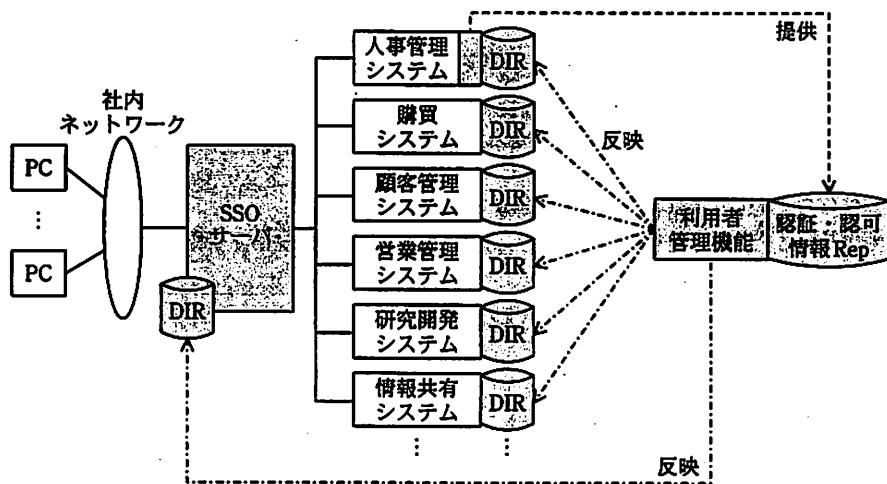 社内
ネットワーク
PC
⋮
PC
SSO
サーバ
DIR
人事管理
システム
DIR
購買
システム
DIR
顧客管理
システム
DIR
営業管理
システム
DIR
研究開発
システム
DIR
情報共有
システム
DIR
⋮
⋮
提供
反映
利用者
管理機能
認証・認可
情報Rep
反映